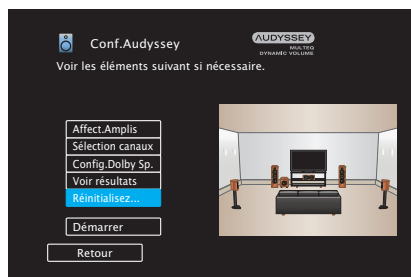 Conf.Audyssey
AUDYSSEY
MULTEQ
DYNAMIC VOLUME
Voir les éléments suivant si nécessaire.
Affect.Amplis
Sélection canaux
Config.Dolby Sp.
Voir résultats
Réinitialisez...
Démarrer
Retour